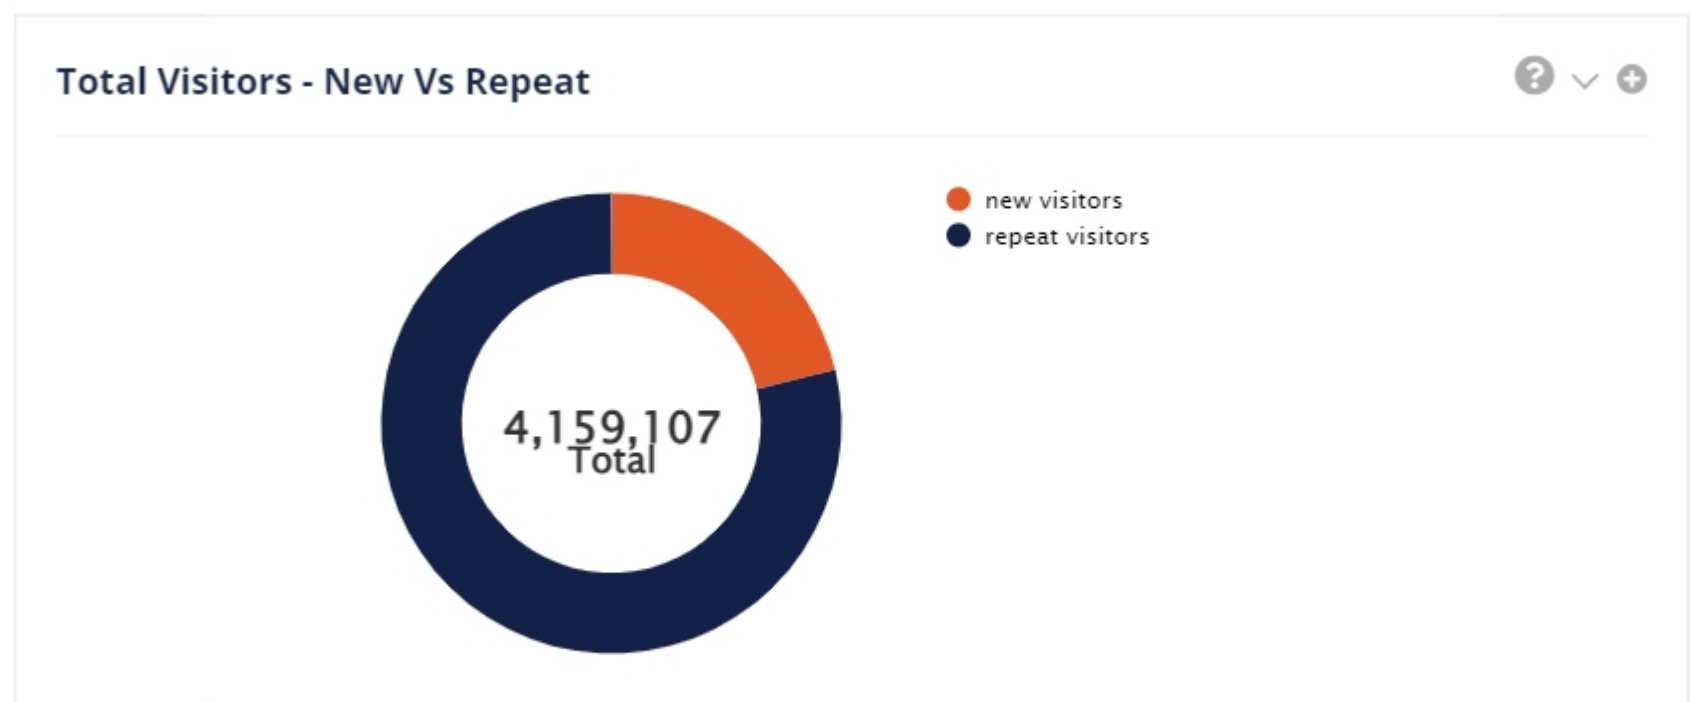 Total Visitors - New Vs Repeat
new visitors
repeat visitors
4,159,107
Total